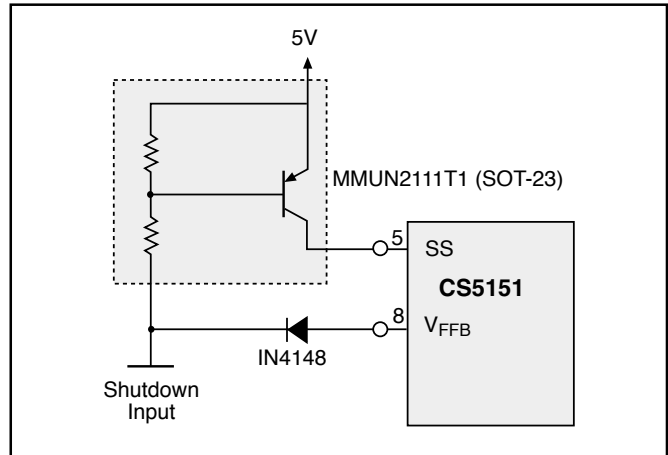 5V
MMUN2111T1 (SOT-23)
5
SS
CS5151
8
VFFB
IN4148
Shutdown
Input